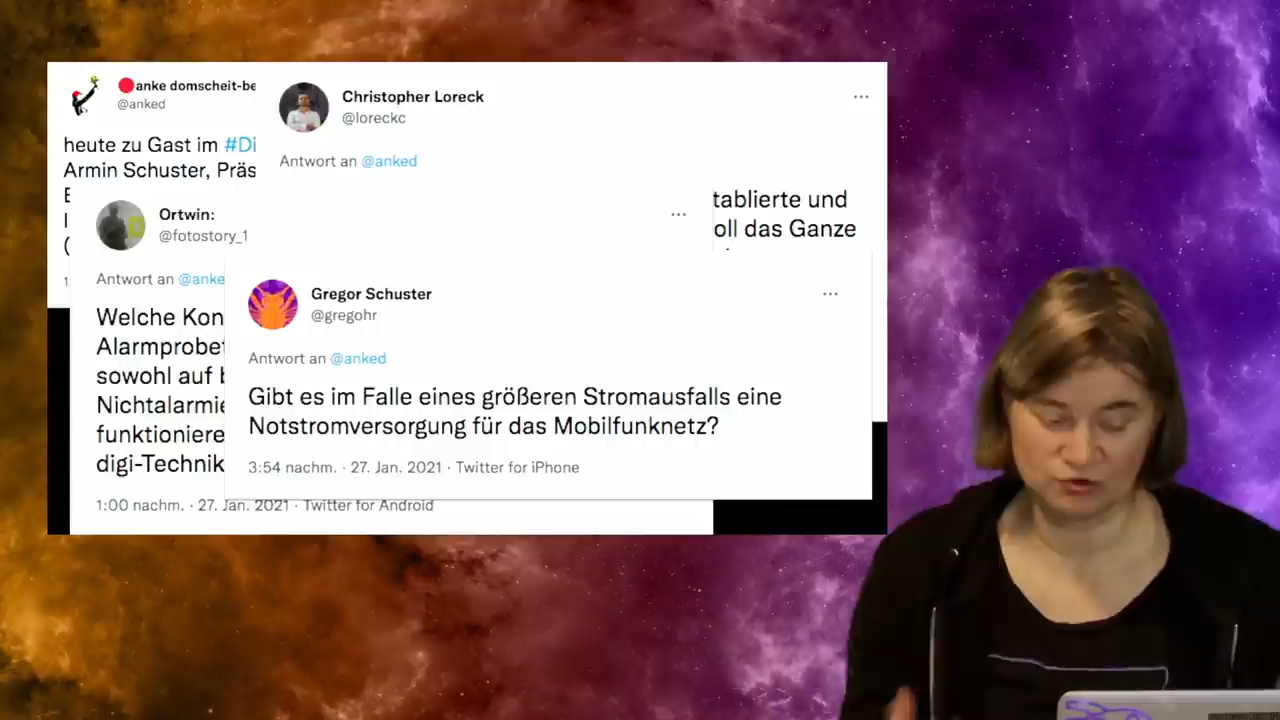 anke domscheit-be
@anked
heute zu Gast im #Di
Armin Schuster, Präs
Christopher Loreck
@loreckc
Antwort an @anked
tablierte und
oll das Ganze
Ortwin:
@fotostory_1
Antwort an @anke
Welche Kon
Alarmprobe
sowohl auf
Nichtalarmie
funktioniere
digi-Technik
1:00 nachm. · 27. Jan. 2021 · Twitter for Android
Gregor Schuster
@gregohr
Antwort an @anked
Gibt es im Falle eines größeren Stromausfalls eine
Notstromversorgung für das Mobilfunknetz?
3:54 nachm. · 27. Jan. 2021 · Twitter for iPhone